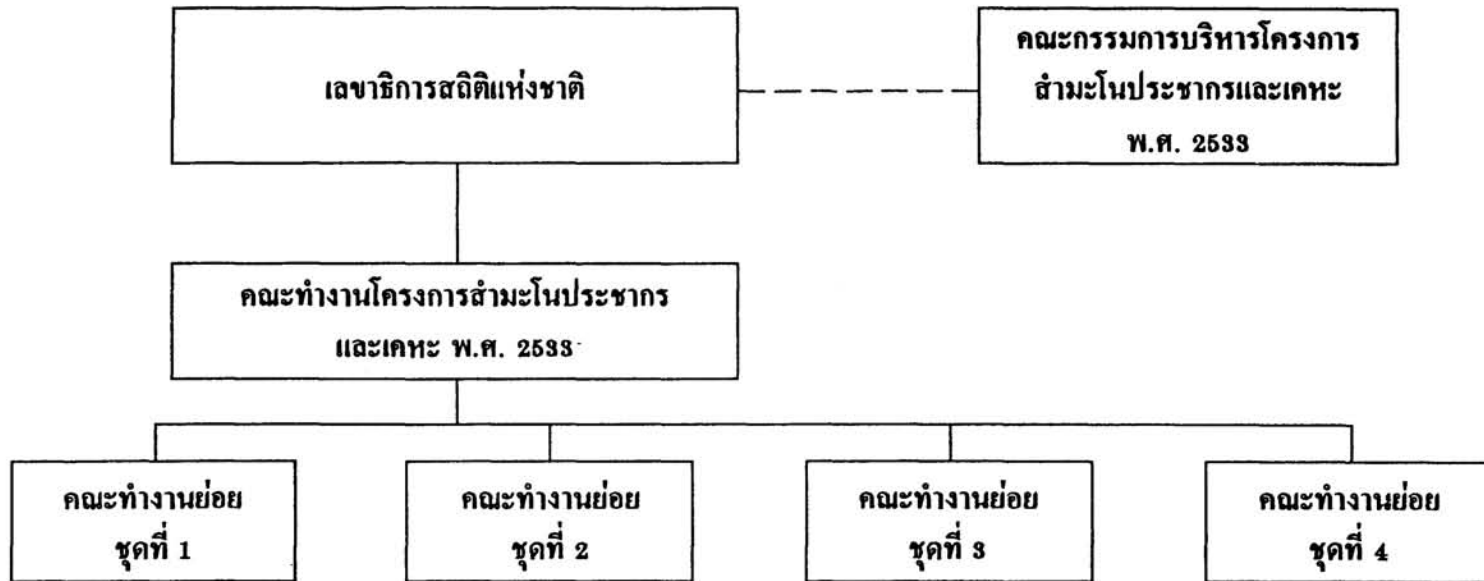 เลขาธิการสถิติแห่งชาติ
คณะกรรมการบริหารโครงการ
สำมะโนประชากรและเคหะ
พ.ศ. 2533
คณะทำงานโครงการสำมะโนประชากร
และเคหะ พ.ศ. 2533
คณะทำงานย่อย
ชุดที่ 1
คณะทำงานย่อย
ชุดที่ 2
คณะทำงานย่อย
ชุดที่ 3
คณะทำงานย่อย
ชุดที่ 4